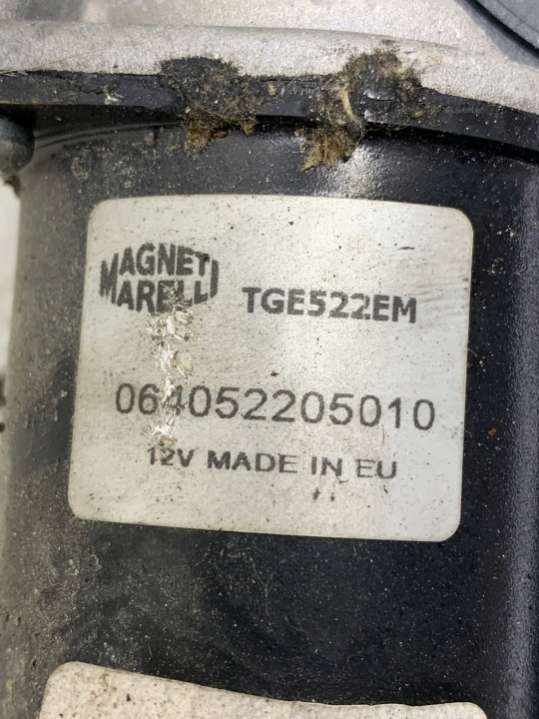 MAGNETI
MARELLI
TGE522EM
064052205010
12V MADE IN EU